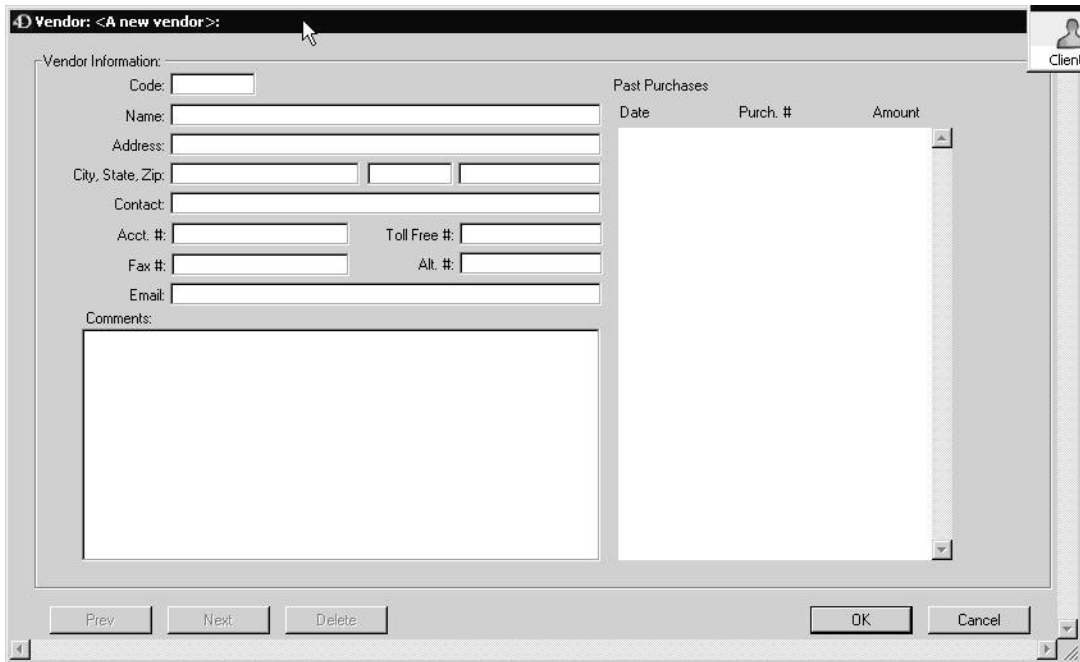 4D Vendor: <A new vendor>:
Client
Vendor Information:
Code:
Name:
Address:
City, State, Zip:
Contact:
Acct. #:
Toll Free #:
Fax #:
Alt. #:
Email:
Comments:
Past Purchases
Date Purch. # Amount
Prev Next Delete OK Cancel